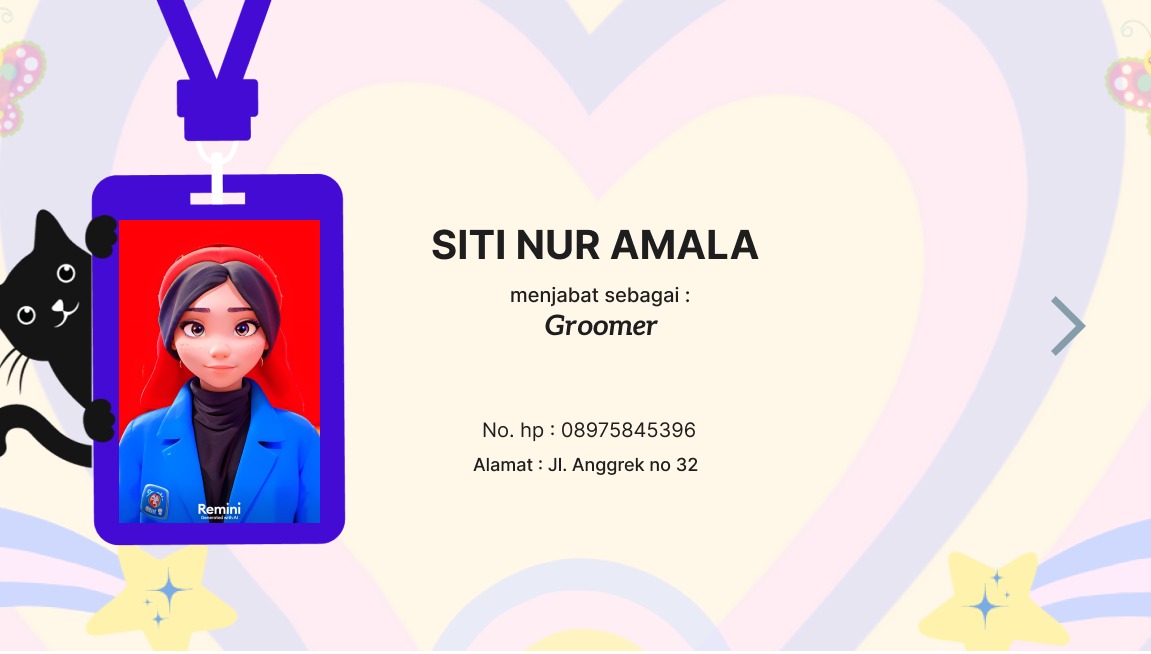 SITI NUR AMALA
menjabat sebagai :
Groomer
No. hp : 08975845396
Alamat : Jl. Anggrek no 32
Remini
Generated with AI